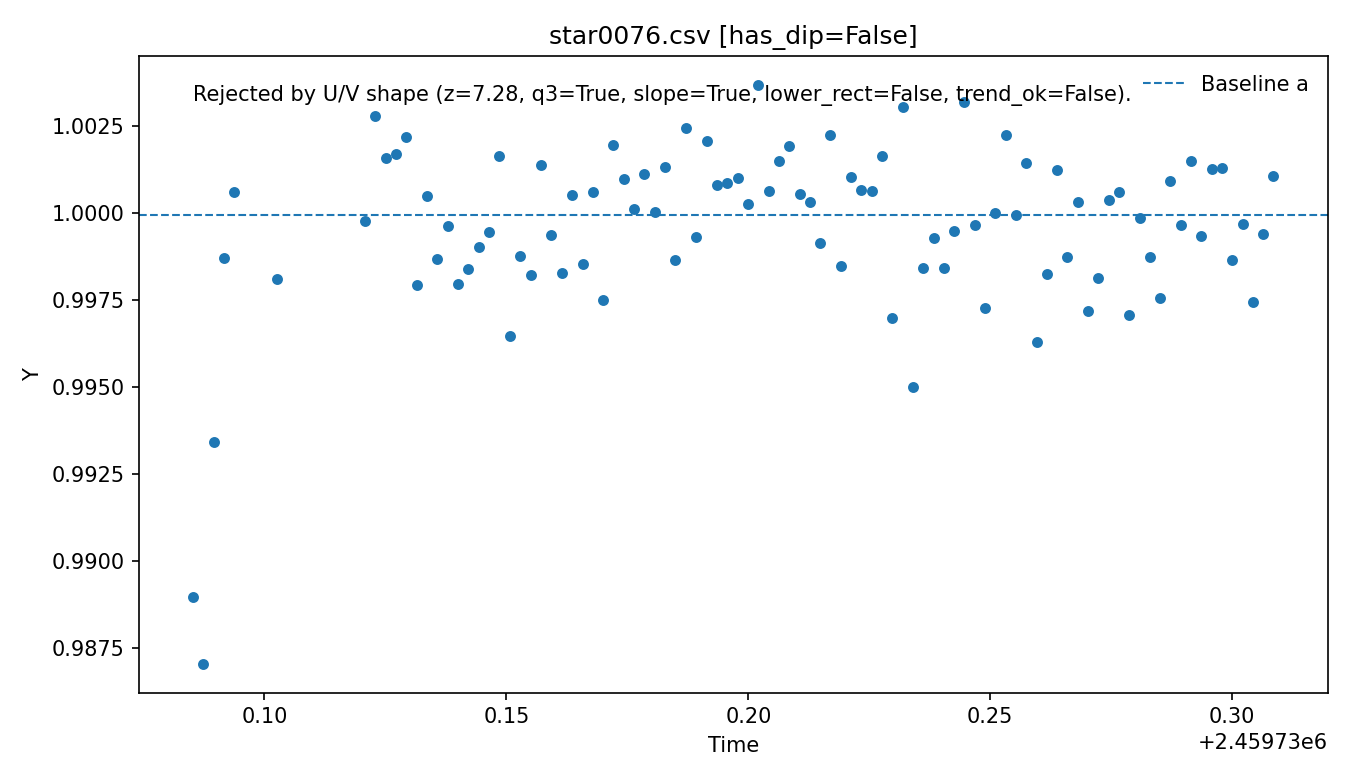 star0076.csv [has_dip=False]
Rejected by U/V shape (z=7.28, q3=True, slope=True, lower_rect=False, trend_ok=False).
Baseline a
1.0025
1.0000
0.9975
0.9950
0.9925
0.9900
0.9875
Y
0.10 0.15 0.20 0.25 0.30
Time
+2.45973e6